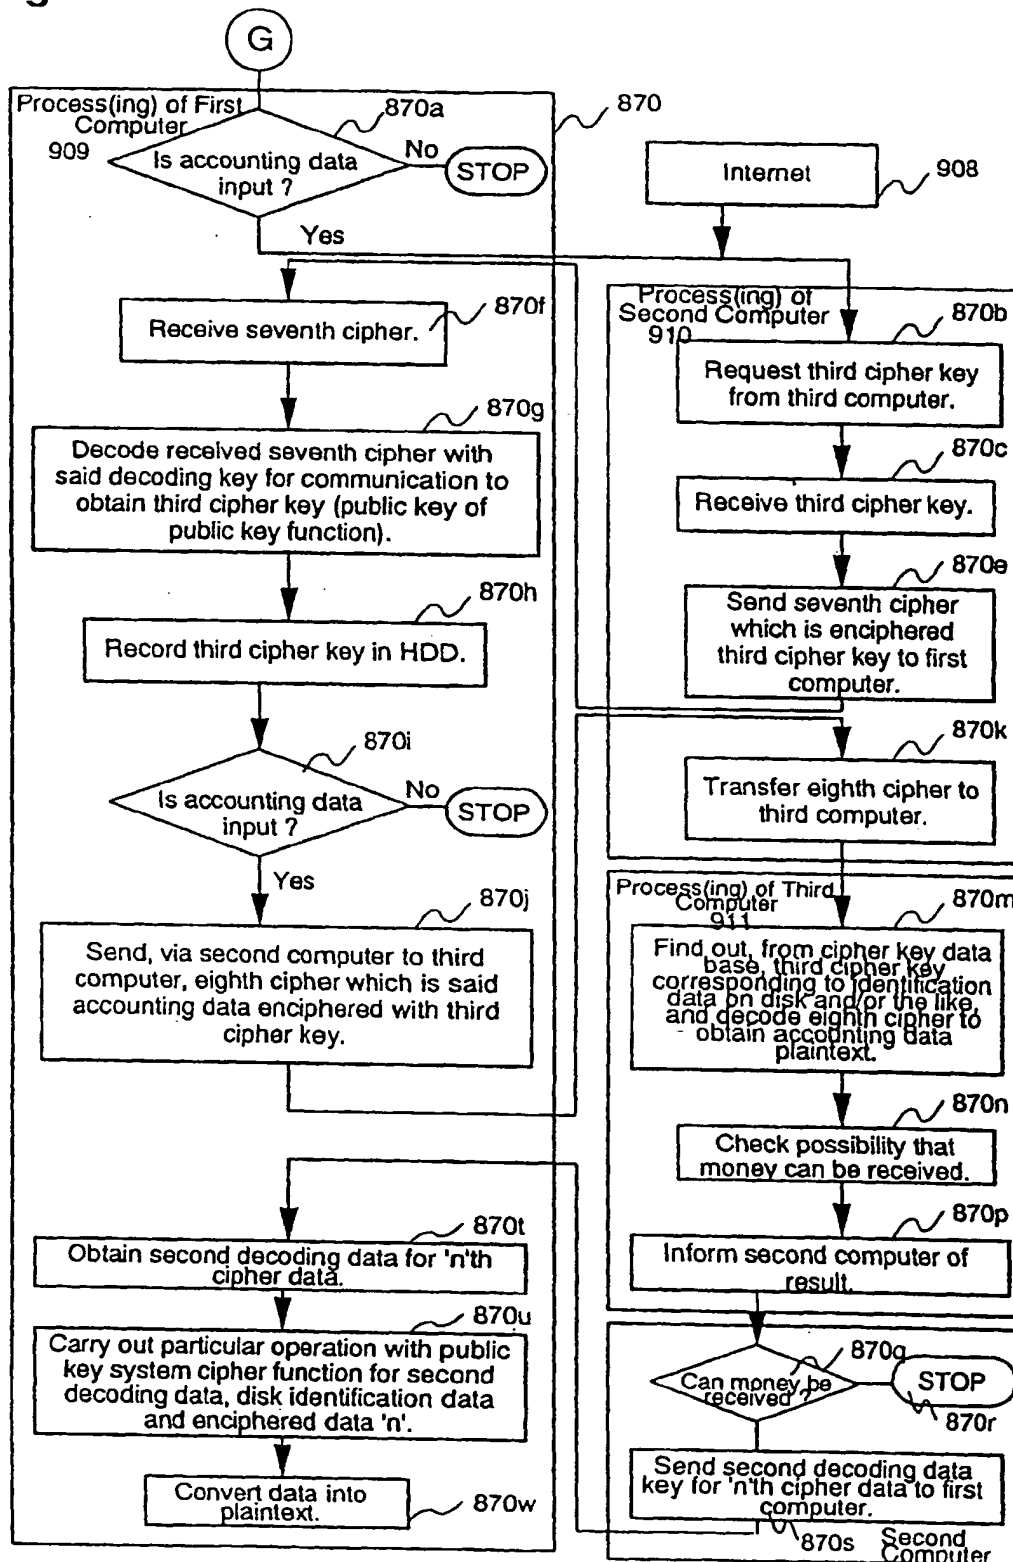 G
Process(ing) of First
Computer
909
870a
870
Is accounting data
input ?
No
STOP
Yes
Internet
908
870f
Receive seventh cipher.
Process(ing) of
Second Computer
910
870b
Request third cipher key
from third computer.
870g
Decode received seventh cipher with
said decoding key for communication to
obtain third cipher key (public key of
public key function).
870c
Receive third cipher key.
870e
Send seventh cipher
which is enciphered
third cipher key to first
computer.
870h
Record third cipher key in HDD.
870i
Is accounting data
input ?
No
STOP
Yes
870k
Transfer eighth cipher to
third computer.
870j
Send, via second computer to third
computer, eighth cipher which is said
accounting data enciphered with third
cipher key.
Process(ing) of Third
Computer
911
870m
Find out, from cipher key data
base, third cipher key
corresponding to identification
data on disk and/or the like,
and decode eighth cipher to
obtain accounting data
plaintext.
870n
Check possibility that
money can be received.
870p
Inform second computer of
result.
870t
Obtain second decoding data for 'n'th
cipher data.
870u
Carry out particular operation with public
key system cipher function for second
decoding data, disk identification data
and enciphered data 'n'.
870q
Can money be
received ?
STOP
870r
Send second decoding data
key for 'n'th cipher data to first
computer.
870s
Second
Computer
Convert data into
plaintext.
870w